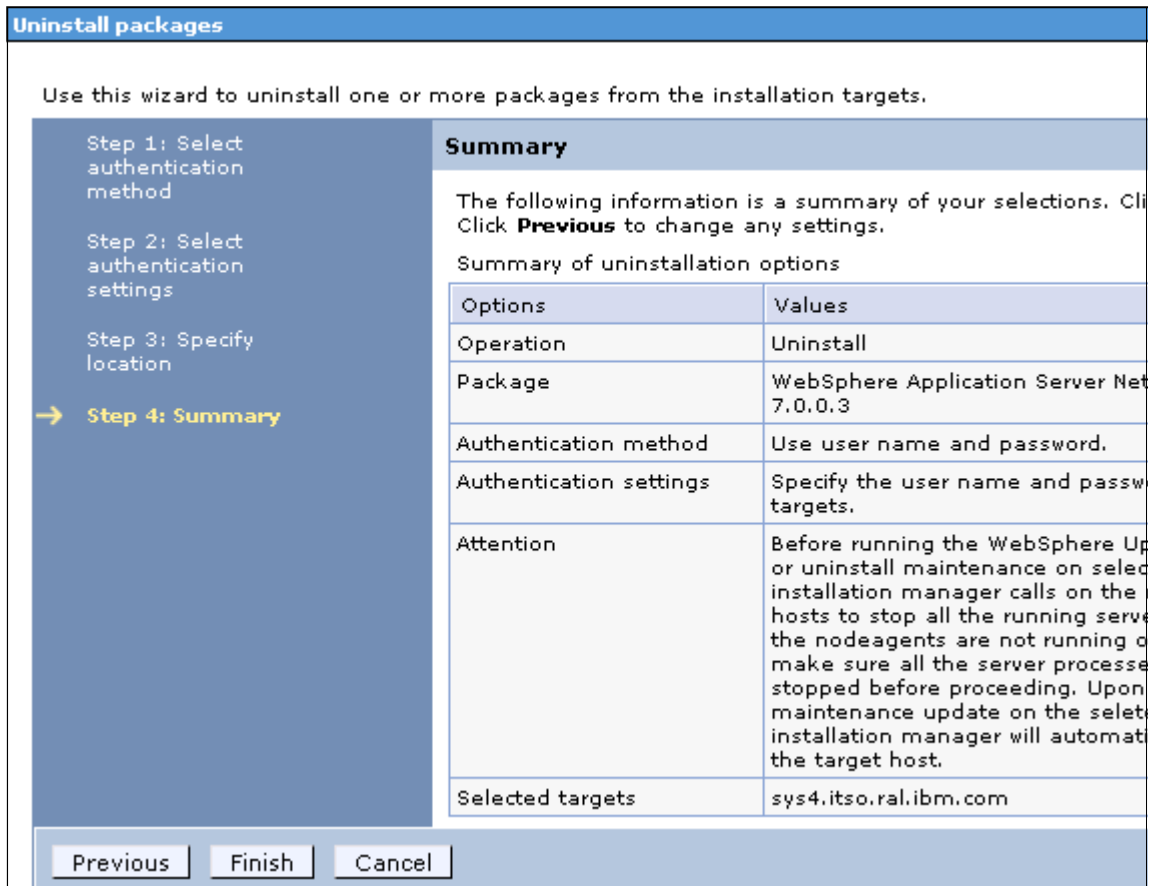 Uninstall packages
Use this wizard to uninstall one or more packages from the installation targets.
Step 1: Select
authentication
method
Step 2: Select
authentication
settings
Step 3: Specify
location
Step 4: Summary
Summary
The following information is a summary of your selections.
Click Previous to change any settings.
Summary of uninstallation options
Options Values
Operation Uninstall
Package WebSphere Application Server
7.0.0.3
Authentication method Use user name and password.
Authentication settings Specify the user name and
targets.
Attention Before running the WebSphere
or uninstall maintenance on
installation manager calls on the
hosts to stop all the running
the nodeagents are not running
make sure all the server
stopped before proceeding. Upon
maintenance update on the
installation manager will
the target host.
Selected targets sys4.itso.ral.ibm.com
Previous Finish Cancel